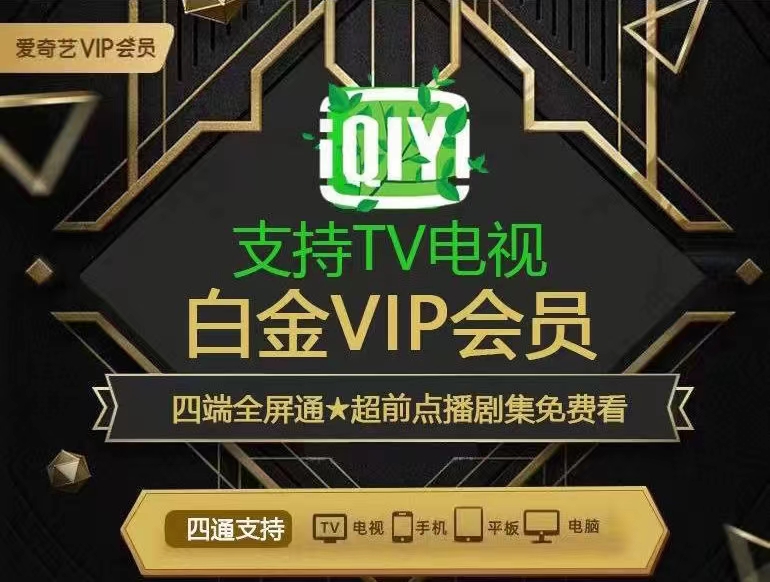 爱奇艺VIP会员
iQIYI
支持TV电视
白金VIP会员
四端全屏通★超前点播剧集免费看
四通支持 TV 电视 手机 平板 电脑